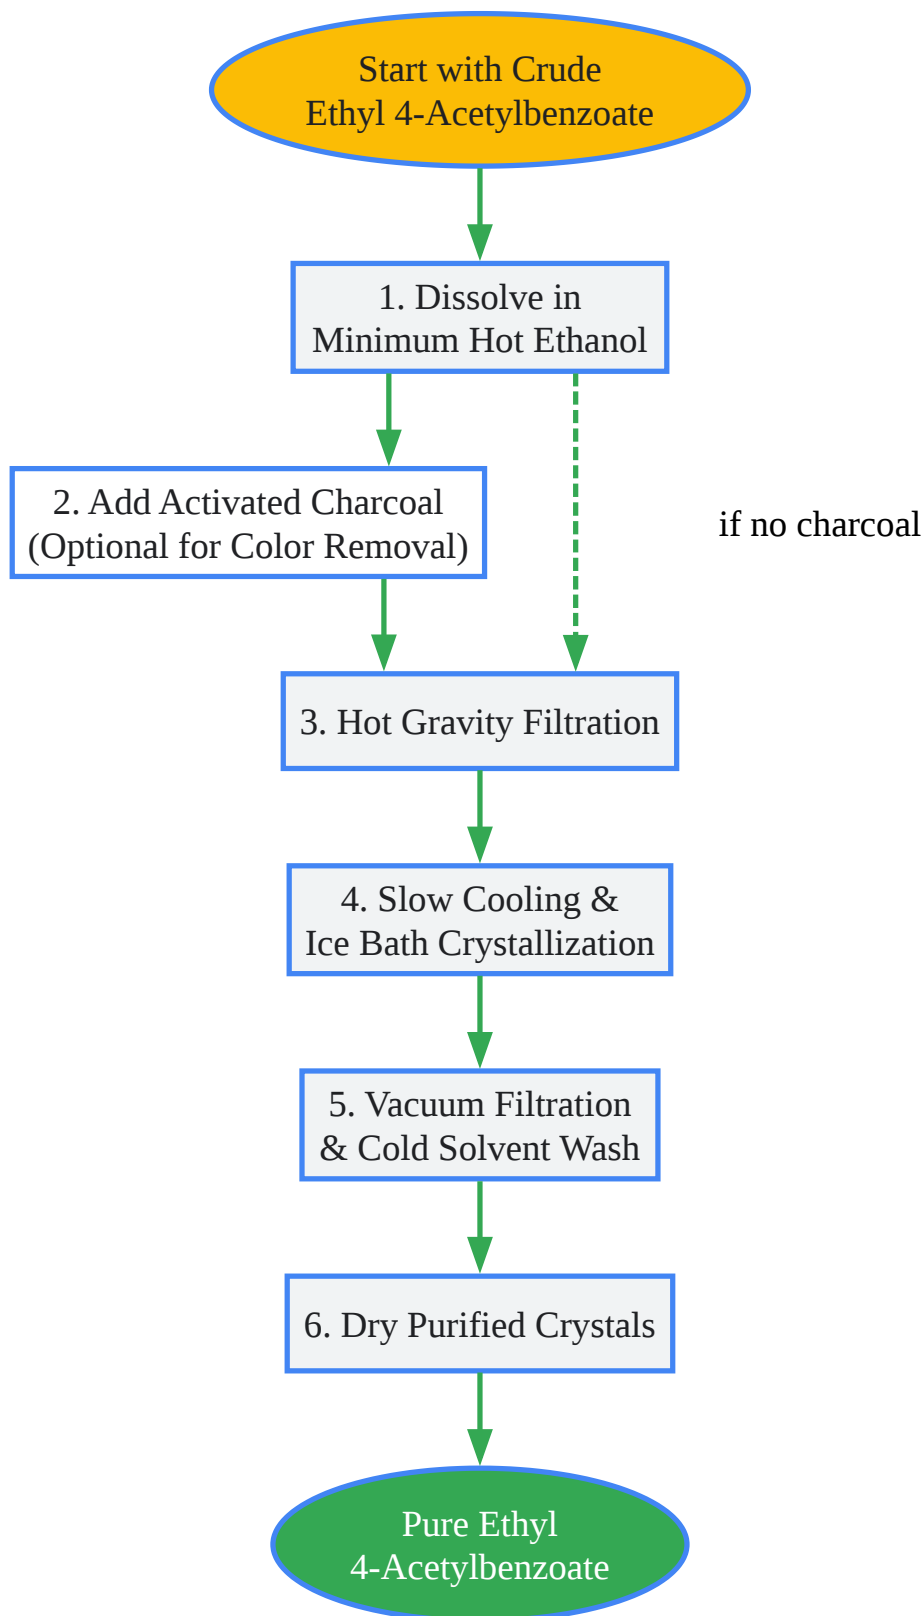 Start with Crude
Ethyl 4-Acetylbenzoate
1. Dissolve in
Minimum Hot Ethanol
2. Add Activated Charcoal
(Optional for Color Removal)
if no charcoal
3. Hot Gravity Filtration
4. Slow Cooling &
Ice Bath Crystallization
5. Vacuum Filtration
& Cold Solvent Wash
6. Dry Purified Crystals
Pure Ethyl
4-Acetylbenzoate